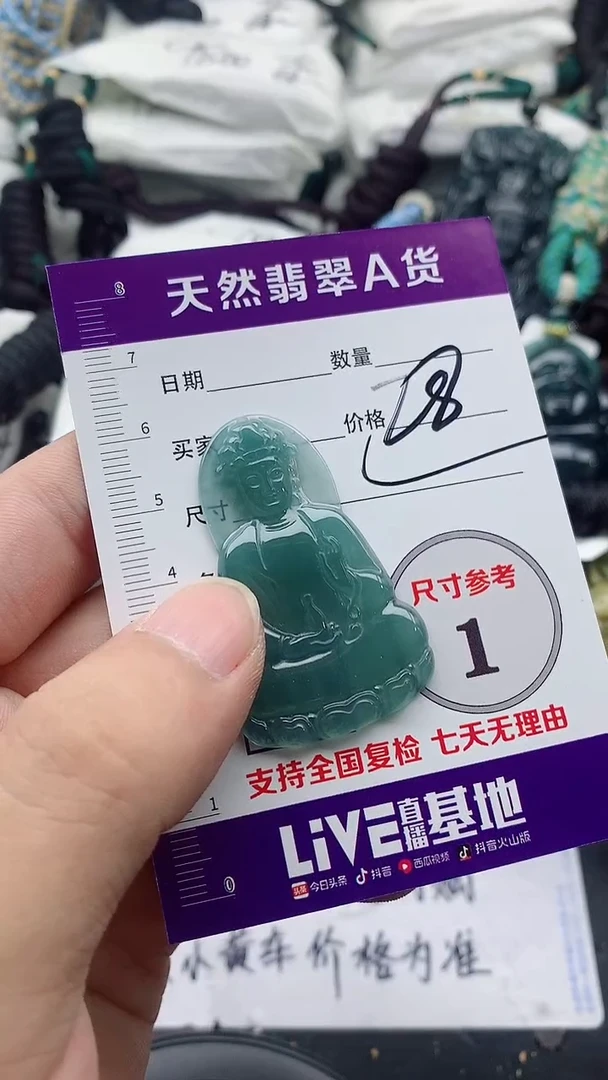 天然翡翠A货
8
7
日期 数量
6
买家 价格 8
5
尺寸
4
尺寸参考
1
支持全国复检 七天无理由
1
LiVE直播基地
0
头条 今日头条 抖音 西瓜视频 抖音火山版
小黄车价格为准